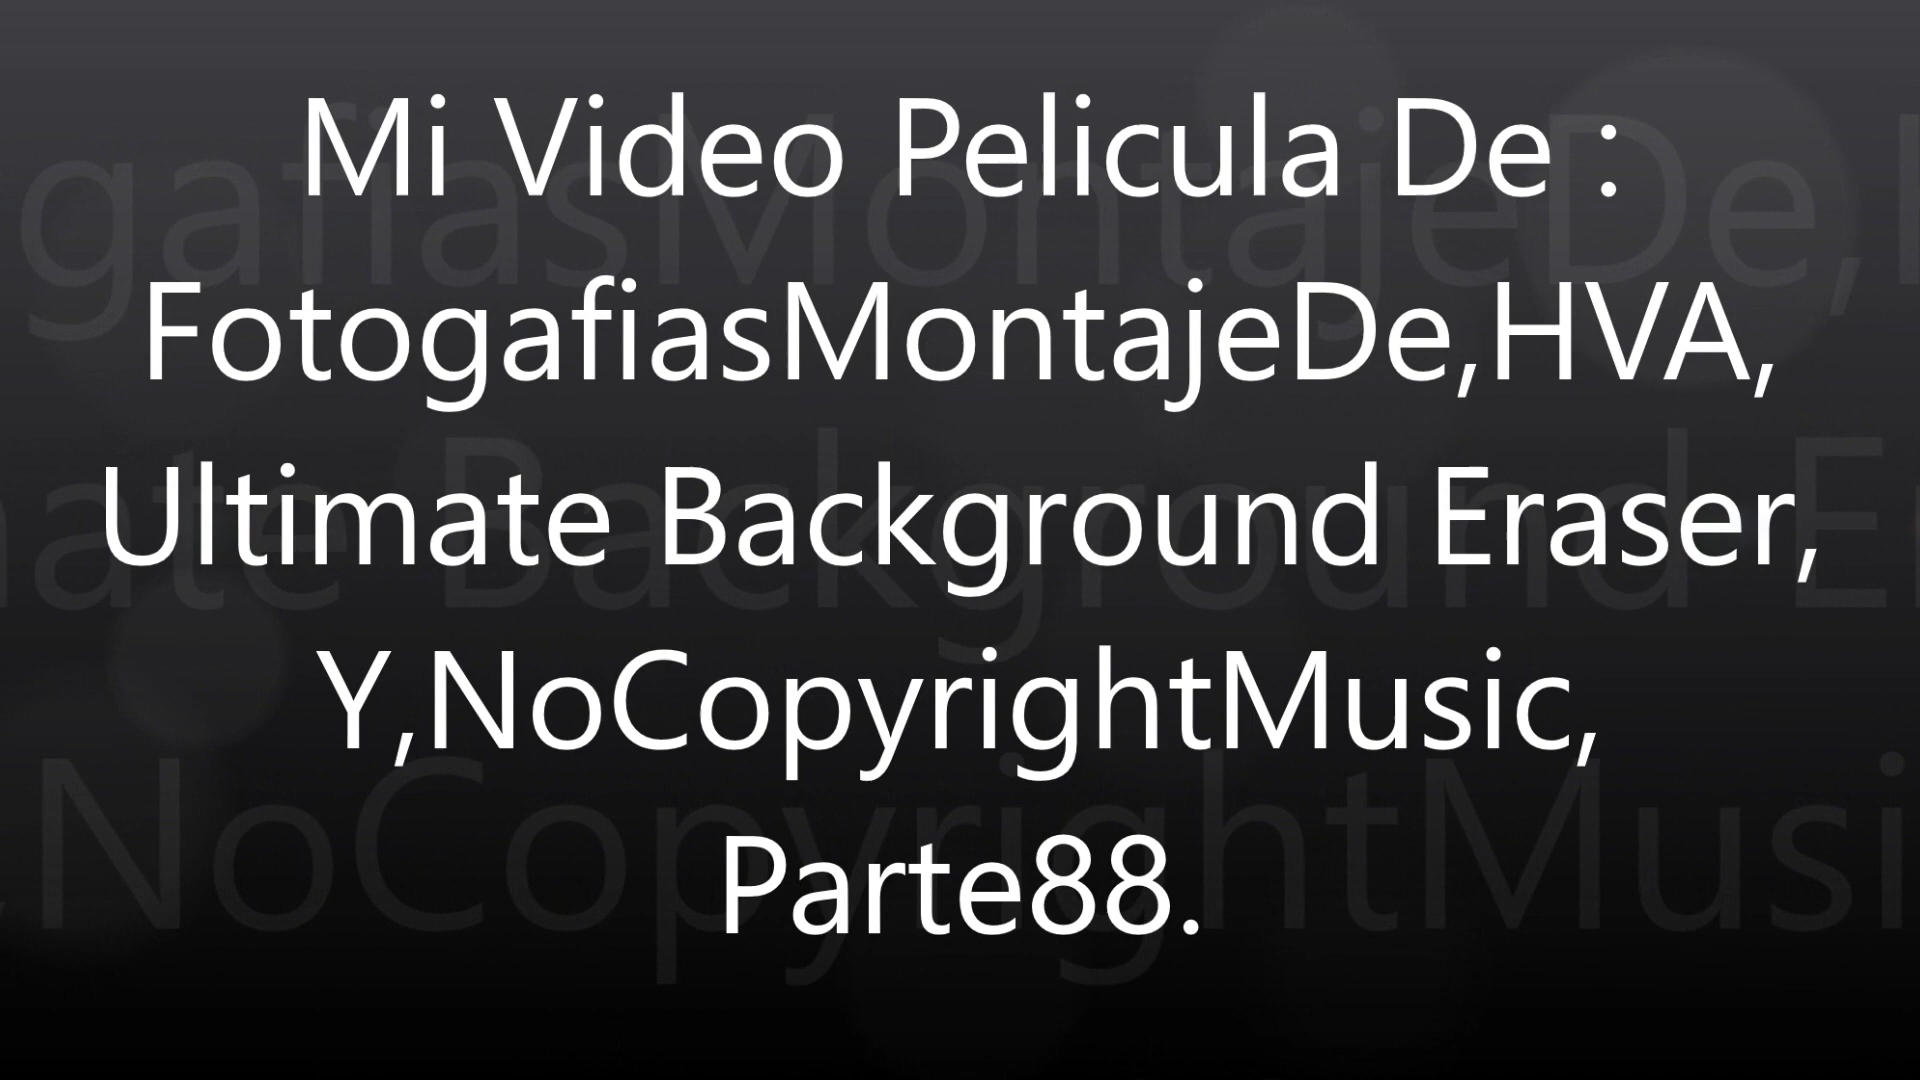 Mi Video Pelicula De :
FotogafiasMontajeDe,HVA,
Ultimate Background Eraser,
Y,NoCopyrightMusic,
Parte88.